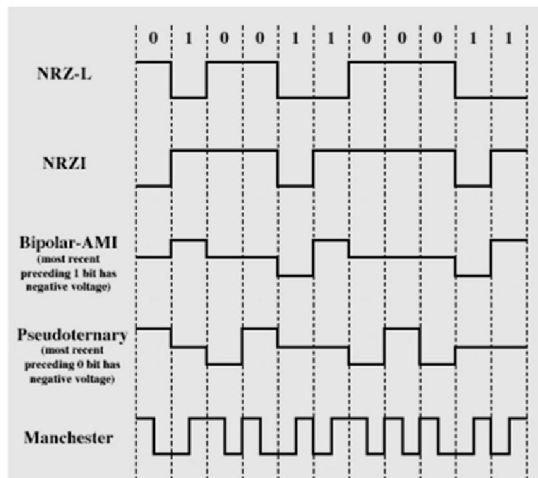 0 1 0 0 1 1 0 0 0 1 1
NRZ-L
NRZI
Bipolar-AMI
(most recent
preceding 1 bit has
negative voltage)
Pseudoternary
(most recent
preceding 0 bit has
negative voltage)
Manchester